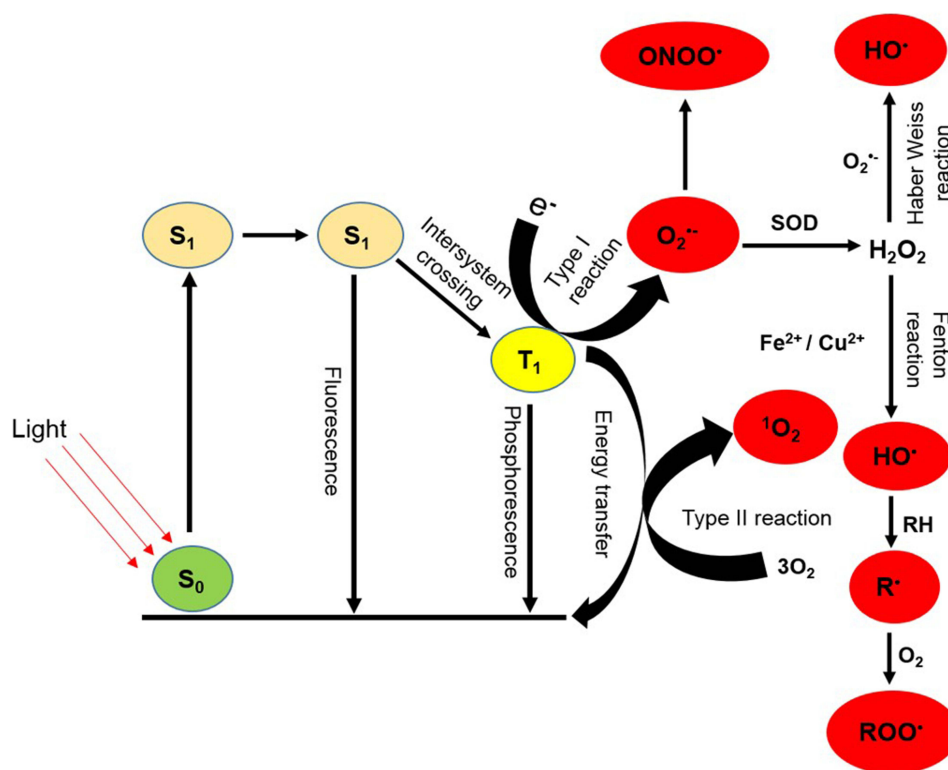 ONOO•
HO•
O₂•-
Haber Weiss
reaction
S₁
S₁
Intersystem
crossing
e-
Type I
reaction
O₂•-
SOD
H₂O₂
T₁
Fe²⁺ / Cu²⁺
Fenton
reaction
Light
Fluorescence
Phosphorescence
Energy transfer
¹O₂
HO•
Type II reaction
RH
S₀
3O₂
R•
O₂
ROO•